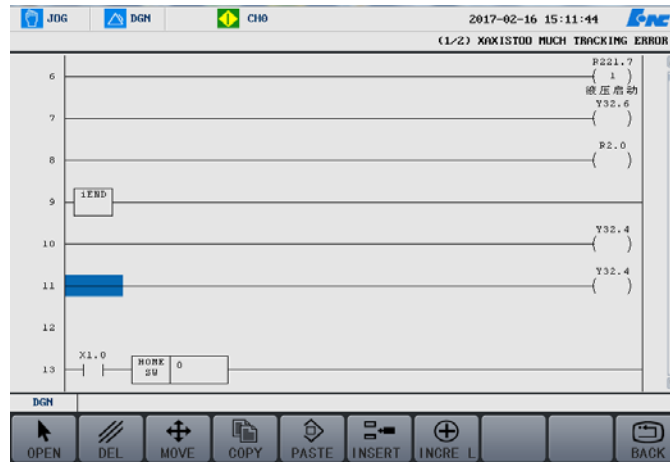 JOG DGN CH0 2017-02-16 15:11:44
(1/2) XAXISTOO MUCH TRACKING ERROR
R221.7
6 ( 1 )
液压启动
Y32.6
7 ( )
R2.0
8 ( )
iEND
9
Y32.4
10 ( )
Y32.4
11 ( )
12
X1.0 HOME 0
13 SW
DGN
OPEN DEL MOVE COPY PASTE INSERT INCRE L BACK